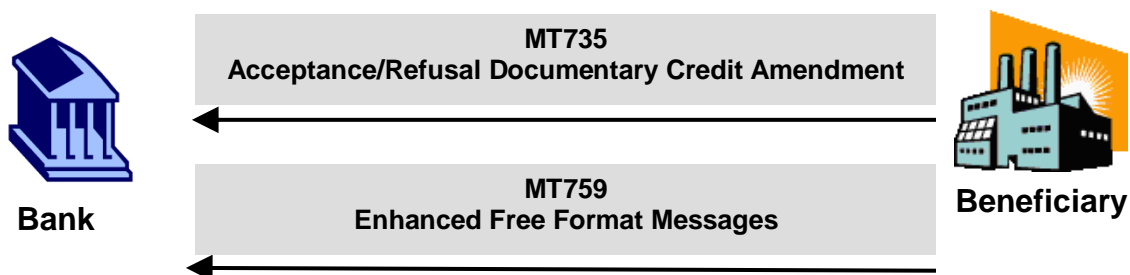 MT735
Acceptance/Refusal Documentary Credit Amendment
MT759
Enhanced Free Format Messages
Bank
Beneficiary